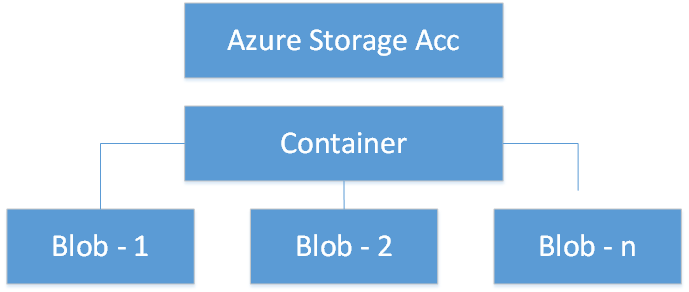 Azure Storage Acc
Container
Blob - 1
Blob - 2
Blob - n